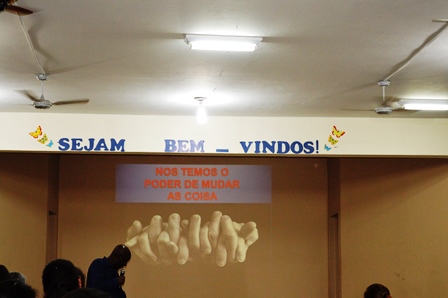 SEJAM BEM _ VINDOS!
NOS TEMOS O
PODER DE MUDAR
AS COISA